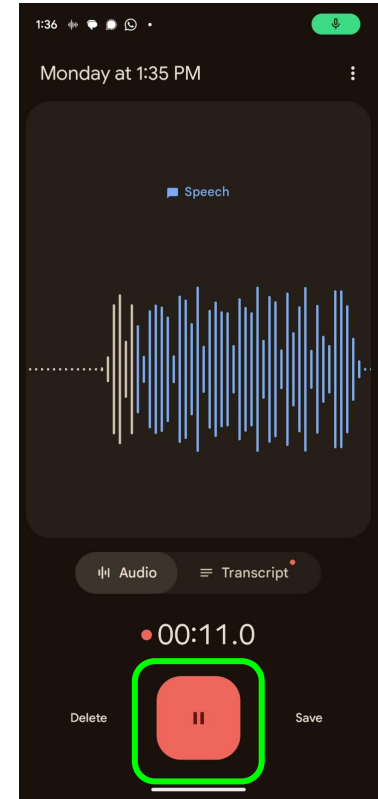 1:36
Monday at 1:35 PM
Speech
Audio Transcript
00:11.0
Delete Save